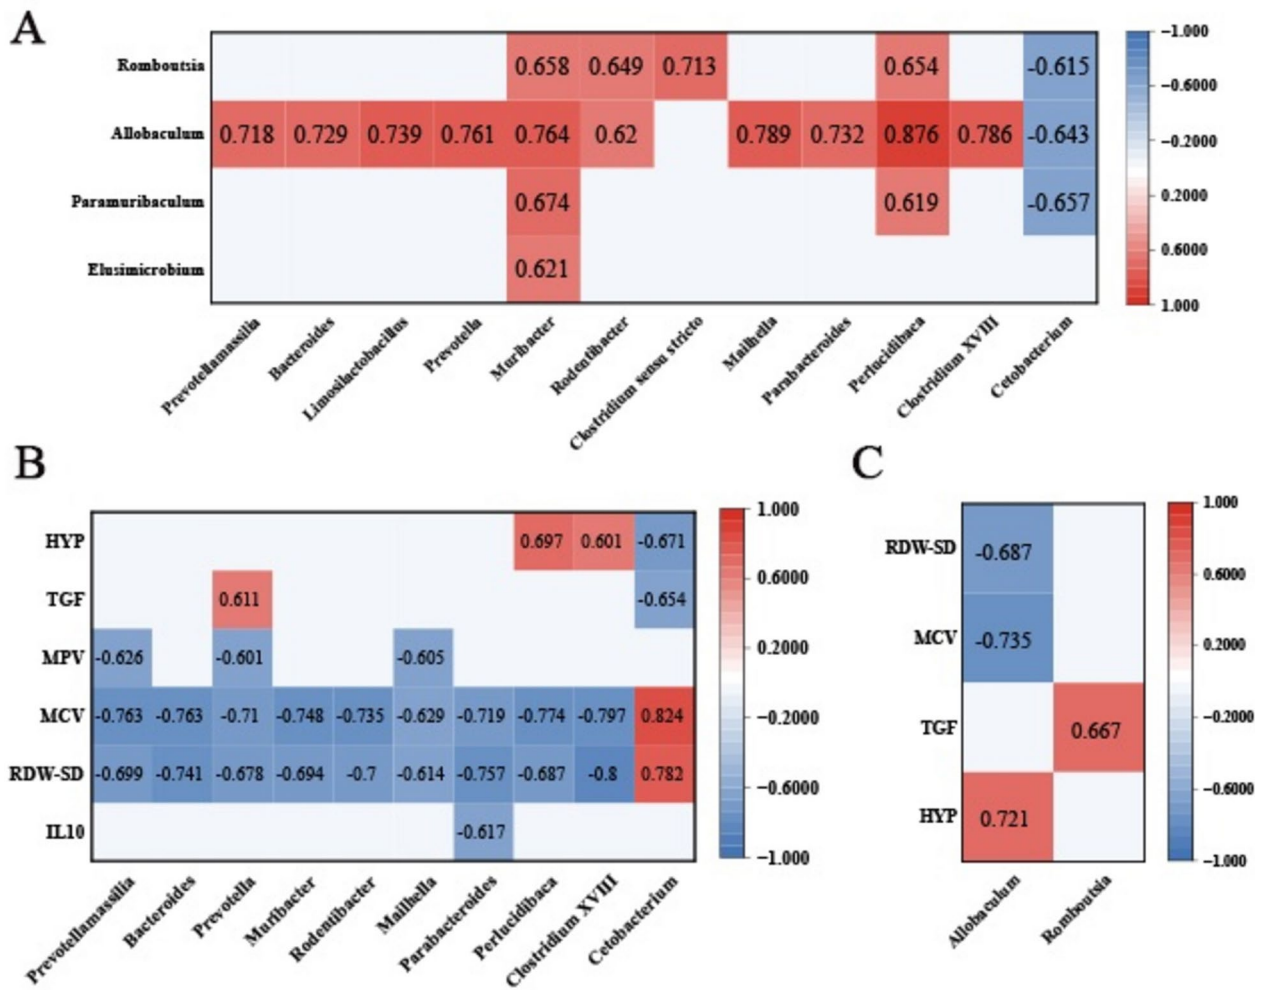 A
Romboutsia 0.658 0.649 0.713 0.654 -0.615
Allobaculum 0.718 0.729 0.739 0.761 0.764 0.62 0.789 0.732 0.876 0.786 -0.643
Paramuribaculum 0.674 0.619 -0.657
Elusimicrobium 0.621
-1.000
-0.6000
-0.2000
0.2000
0.6000
1.000
Prevotellamassilia Bacteroides Limosilactobacillus Prevotella Muribacter Rodentibacter Clostridium sensu stricto Mailhella Parabacteroides Perlucidibaca Clostridium XVIII Cetobacterium
B
HYP 0.697 0.601 -0.671
TGF 0.611 -0.654
MPV -0.626 -0.601 -0.605
MCV -0.763 -0.763 -0.71 -0.748 -0.735 -0.629 -0.719 -0.774 -0.797 0.824
RDW-SD -0.699 -0.741 -0.678 -0.694 -0.7 -0.614 -0.757 -0.687 -0.8 0.782
IL10 -0.617
1.000
0.6000
0.2000
-0.2000
-0.6000
-1.000
Prevotellamassilia Bacteroides Prevotella Muribacter Rodentibacter Mailhella Parabacteroides Perlucidibaca Clostridium XVIII Cetobacterium
C
RDW-SD -0.687
MCV -0.735
TGF 0.667
HYP 0.721
1.000
0.6000
0.2000
-0.2000
-0.6000
-1.000
Allobaculum Romboutsia